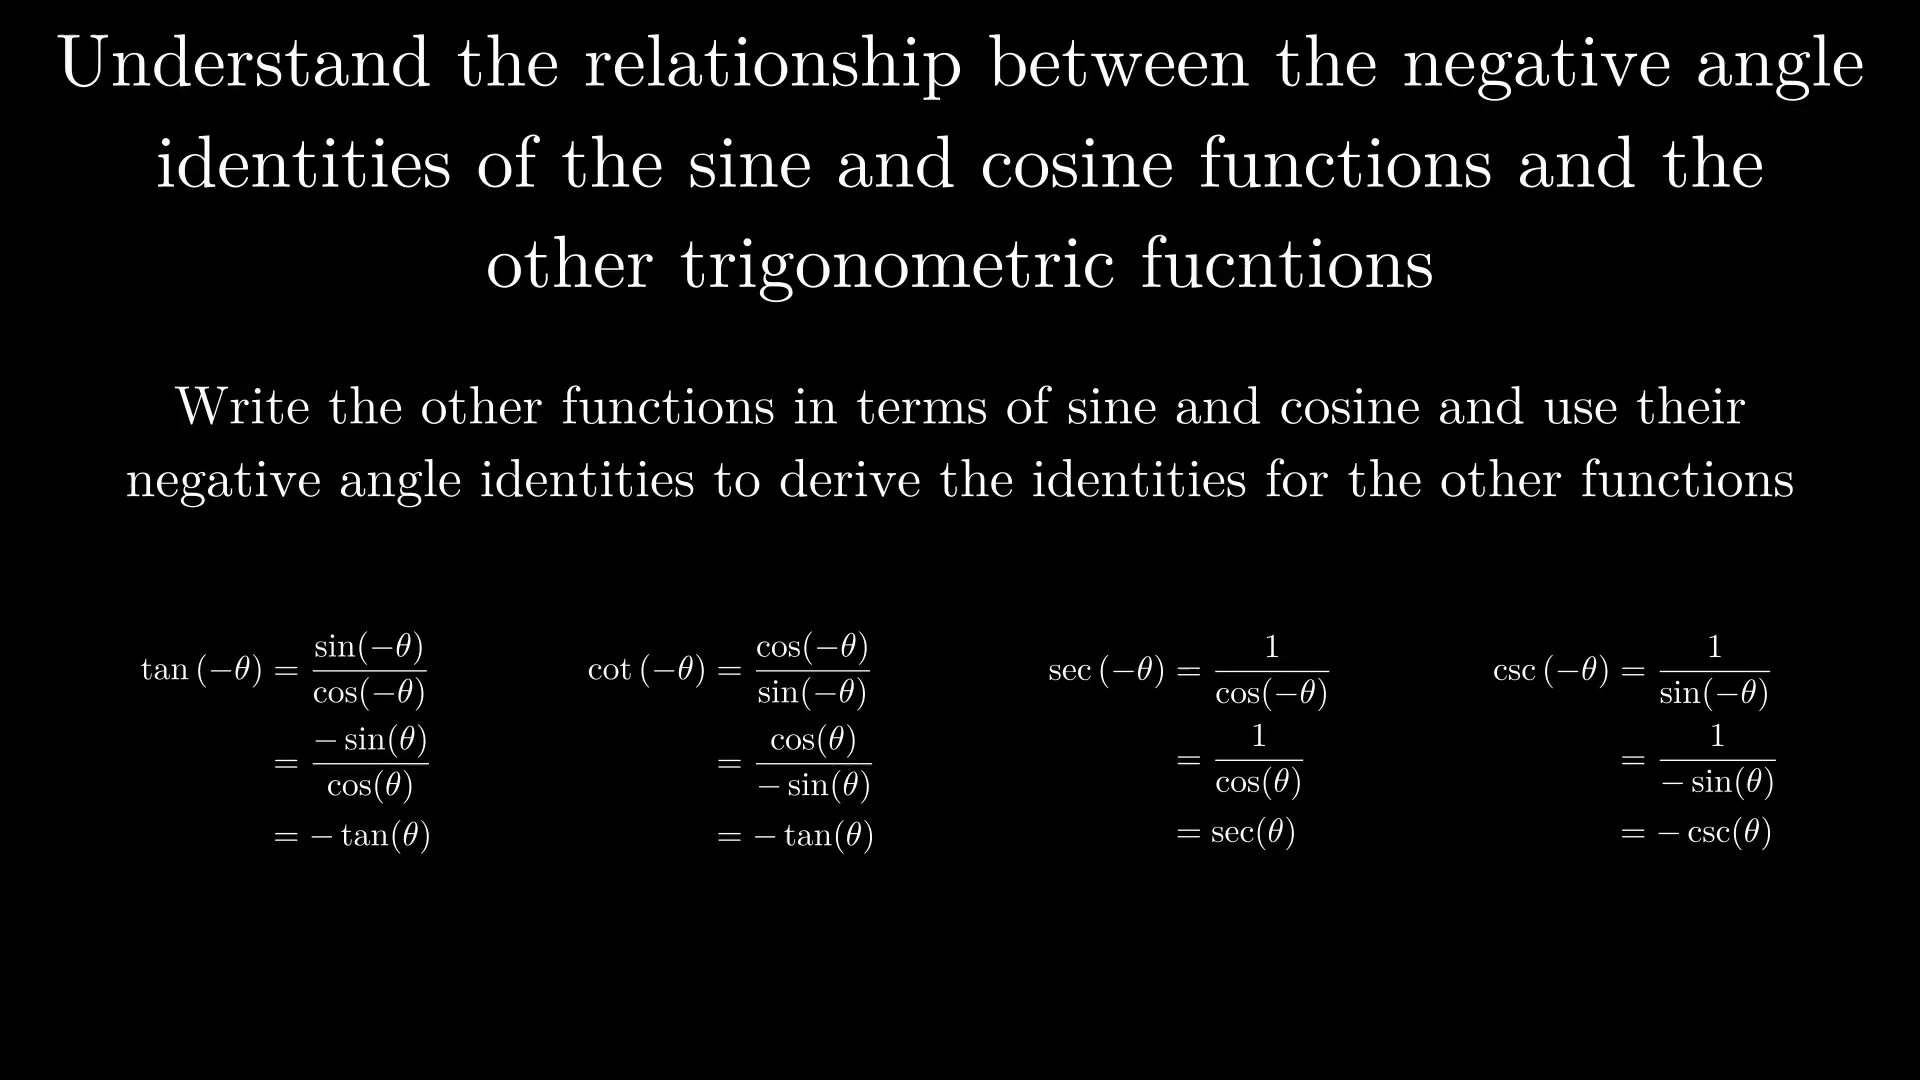 Understand the relationship between the negative angle
identities of the sine and cosine functions and the
other trigonometric fucntions
Write the other functions in terms of sine and cosine and use their
negative angle identities to derive the identities for the other functions
tan (−θ) = sin(−θ) / cos(−θ)
= − sin(θ) / cos(θ)
= − tan(θ)
cot (−θ) = cos(−θ) / sin(−θ)
= cos(θ) / − sin(θ)
= − tan(θ)
sec (−θ) = 1 / cos(−θ)
= 1 / cos(θ)
= sec(θ)
csc (−θ) = 1 / sin(−θ)
= 1 / − sin(θ)
= − csc(θ)